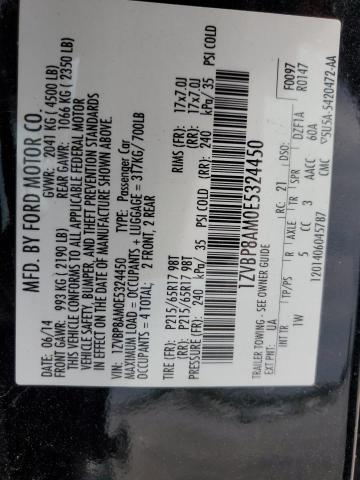 MFD. BY FORD MOTOR CO.
DATE: 06/14 GVWR: 2041 KG ( 4500 LB)
FRONT GAWR: 993 KG ( 2190 LB) REAR GAWR: 1066 KG ( 2350 LB)
THIS VEHICLE CONFORMS TO ALL APPLICABLE FEDERAL MOTOR
VEHICLE SAFETY, BUMPER, AND THEFT PREVENTION STANDARDS
IN EFFECT ON THE DATE OF MANUFACTURE SHOWN ABOVE.
VIN: 1ZVBP8AM0E5324450 TYPE: Passenger Car
MAXIMUM LOAD = OCCUPANTS + LUGGAGE = 317KG/ 700LB
OCCUPANTS = 4 TOTAL; 2 FRONT, 2 REAR
TIRE (FR): P215/65R17 98T RIMS (FR): 17x7.0J
(RR): P215/65R17 98T (RR): 17x7.0J
PRESSURE (FR): 240 kPa/ 35 PSI COLD (RR): 240 kPa/ 35 PSI COLD
F0097
R0147
1ZVBP8AM0E5324450
TRAILER TOWING - SEE OWNER GUIDE
EXT PNT: UA RC: 21 DSO: DZFTA
INT TR TP/PS R AXLE TR SPR
1W 5 CC 3 AACC 60A
CMC
1201406045787 ▽5U5A-5420472-AA